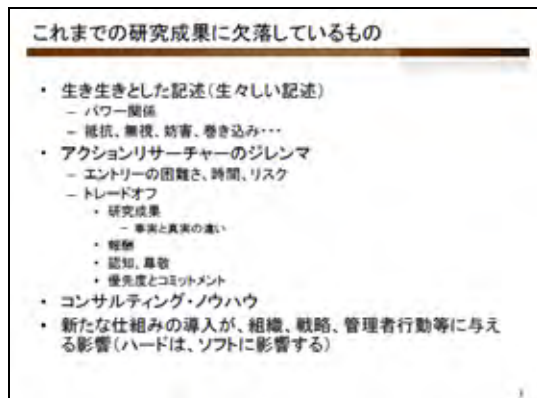 これまでの研究成果に欠落しているもの
• 生き生きとした記述(生々しい記述)
– パワー関係
– 抵抗、無視、妨害、巻き込み・・・
• アクションリサーチャーのジレンマ
– エントリーの困難さ、時間、リスク
– トレードオフ
• 研究成果
– 事実と真実の違い
• 報酬
• 認知、尊敬
• 優先度とコミットメント
• コンサルティング・ノウハウ
• 新たな仕組みの導入が、組織、戦略、管理者行動等に与え
る影響(ハードは、ソフトに影響する)